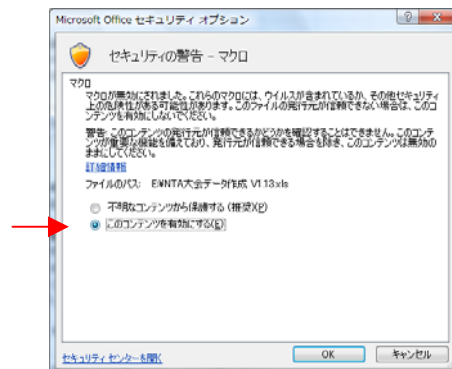 Microsoft Office セキュリティ オプション
セキュリティの警告 - マクロ
マクロ
マクロが無効にされました。これらのマクロには、ウイルスが含まれているか、その他セキュリティ
上の危険性がある可能性があります。このファイルの発行元が信頼できない場合は、このコ
ンテンツを有効にしないでください。
警告: このコンテンツの発行元が信頼できるかどうかを確認することはできません。このコンテ
ンツが重要な機能を備えており、発行元が信頼できる場合を除き、このコンテンツは無効の
ままにしてください。
詳細情報
ファイルのパス: E:¥NTA大会データ作成 V1.13.xls
不明なコンテンツから保護する (推奨)(P)
このコンテンツを有効にする(E)
セキュリティ センターを開く
OK
キャンセル